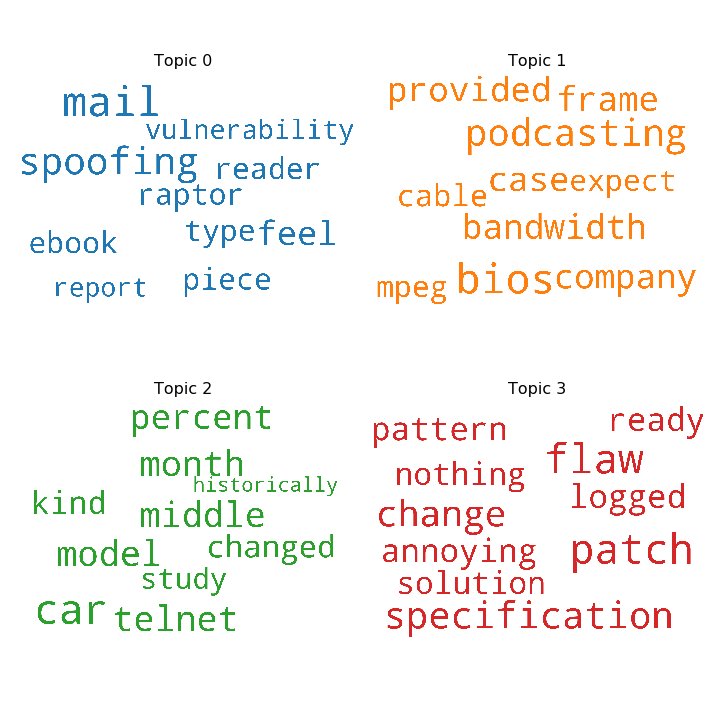 Topic 0
mail
vulnerability
spoofing reader
raptor
type feel
ebook
piece
report
Topic 1
provided frame
podcasting
case expect
cable
bandwidth
bios company
mpeg
Topic 2
percent
month
historically
kind middle
model changed
study
car telnet
Topic 3
ready
pattern
flaw
nothing
logged
change
annoying patch
solution
specification